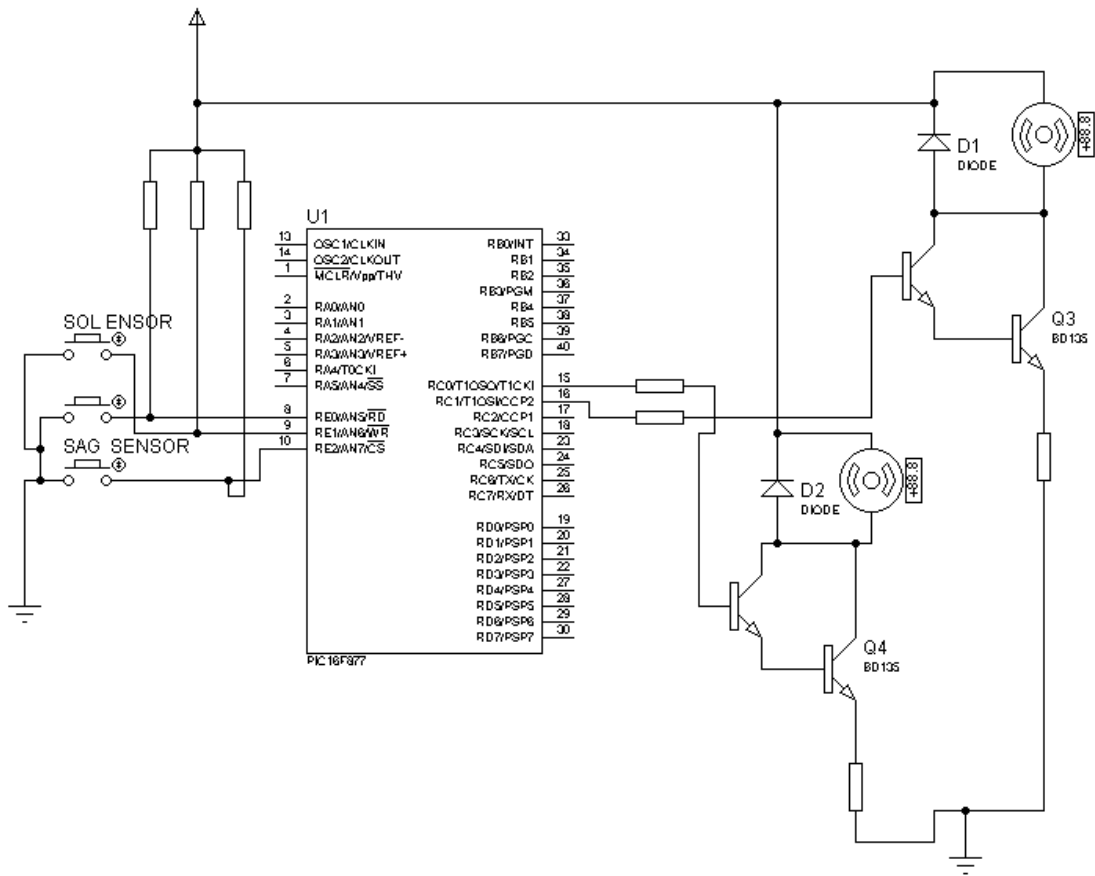 U1
13 OSC1/CLKIN
14 OSC2/CLKOUT
1 MCLR/Vpp/THV
2 RA0/AN0
3 RA1/AN1
4 RA2/AN2/VREF-
5 RA3/AN3/VREF+
6 RA4/T0CKI
7 RA5/AN4/SS
8 RE0/AN5/RD
9 RE1/AN6/WR
10 RE2/AN7/CS
RB0/INT 33
RB1 34
RB2 35
RB3/PGM 36
RB4 37
RB5 38
RB6/PGC 39
RB7/PGD 40
RC0/T1OSO/T1CKI 15
RC1/T1OSI/CCP2 16
RC2/CCP1 17
RC3/SCK/SCL 18
RC4/SDI/SDA 23
RC5/SDO 24
RC6/TX/CK 25
RC7/RX/DT 26
RD0/PSP0 19
RD1/PSP1 20
RD2/PSP2 21
RD3/PSP3 22
RD4/PSP4 27
RD5/PSP5 28
RD6/PSP6 29
RD7/PSP7 30
PIC16F877
SOL ENSOR
SAG SENSOR
D1
DIODE
+88.8
Q3
BD135
D2
DIODE
+88.8
Q4
BD135